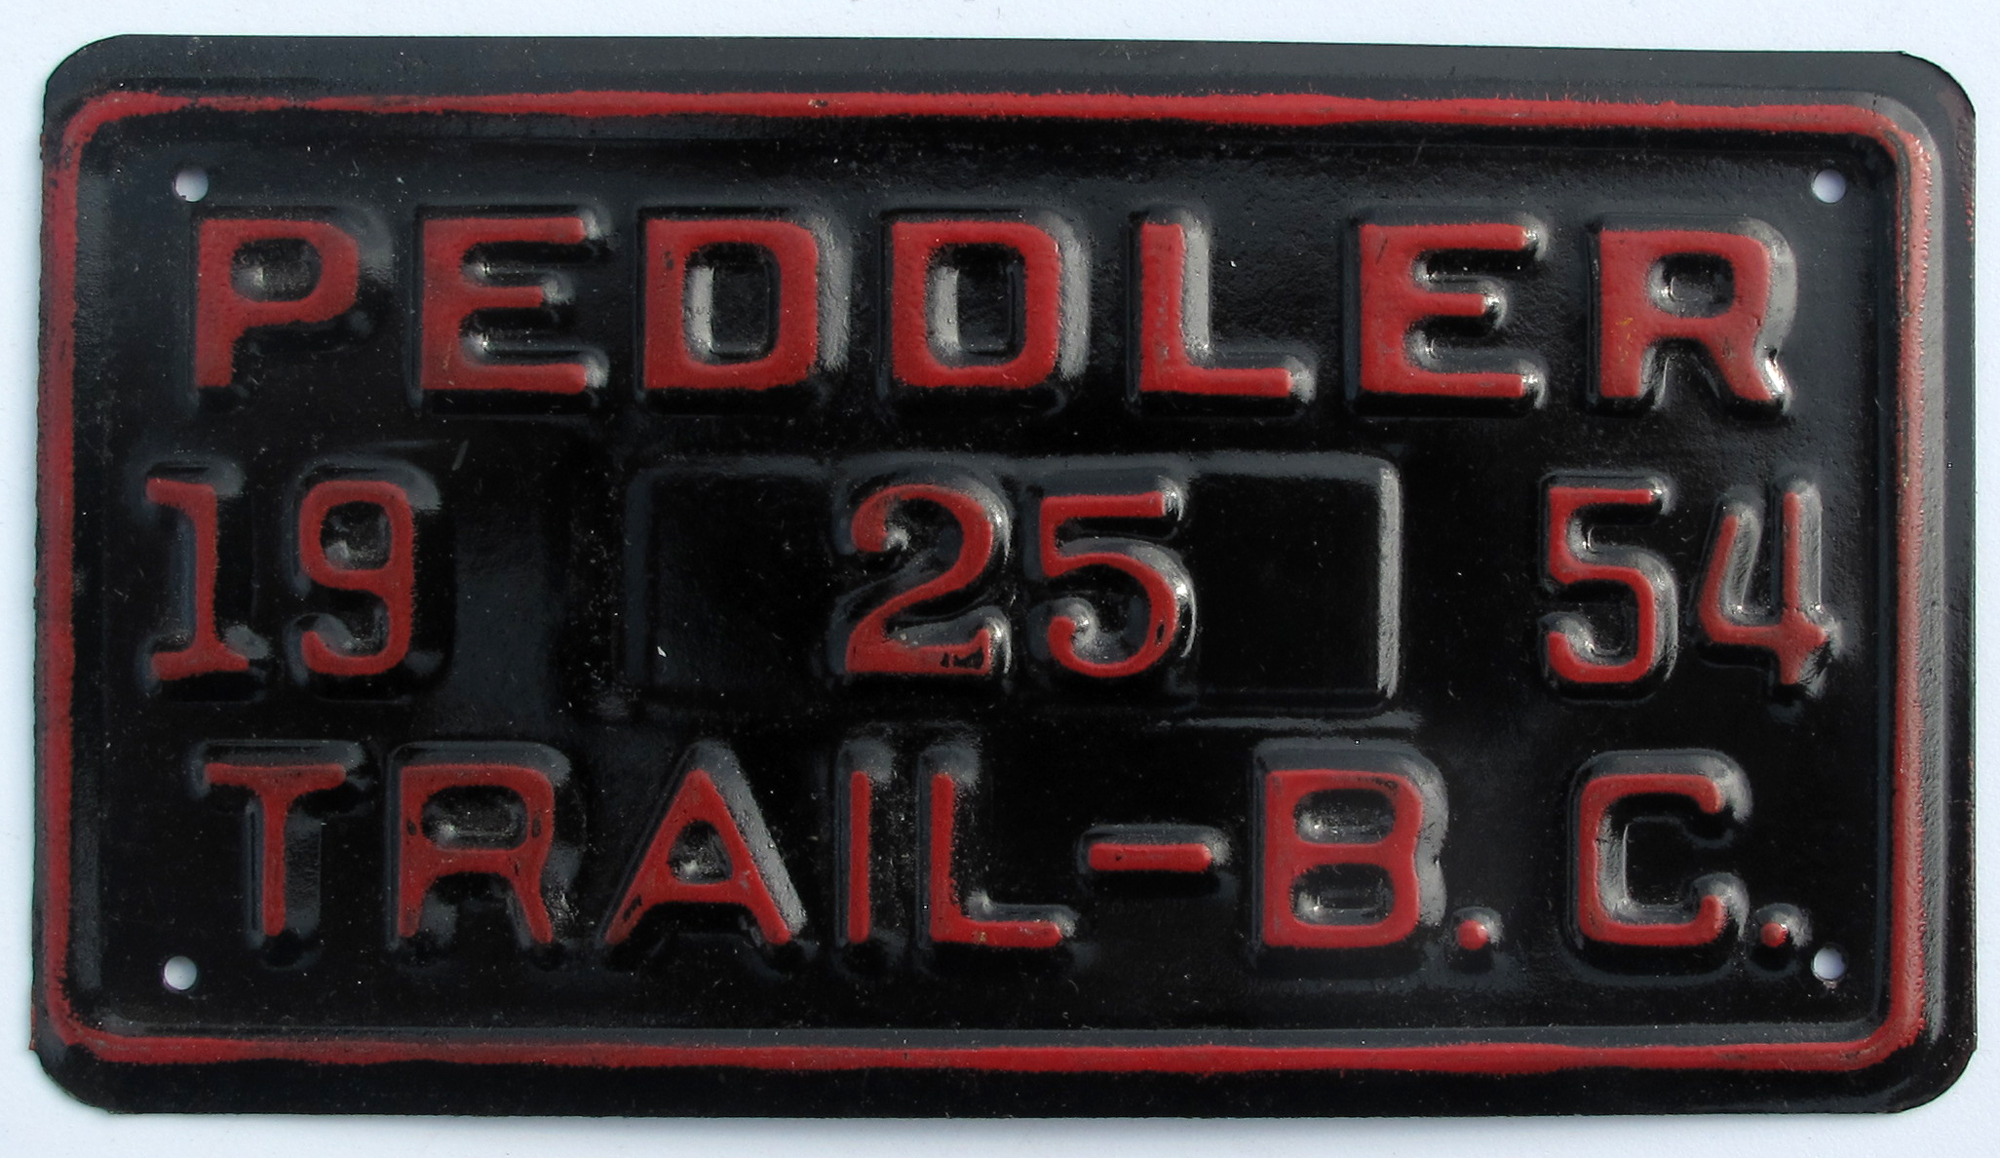 PEDDLER
19 25 54
TRAIL-B.C.